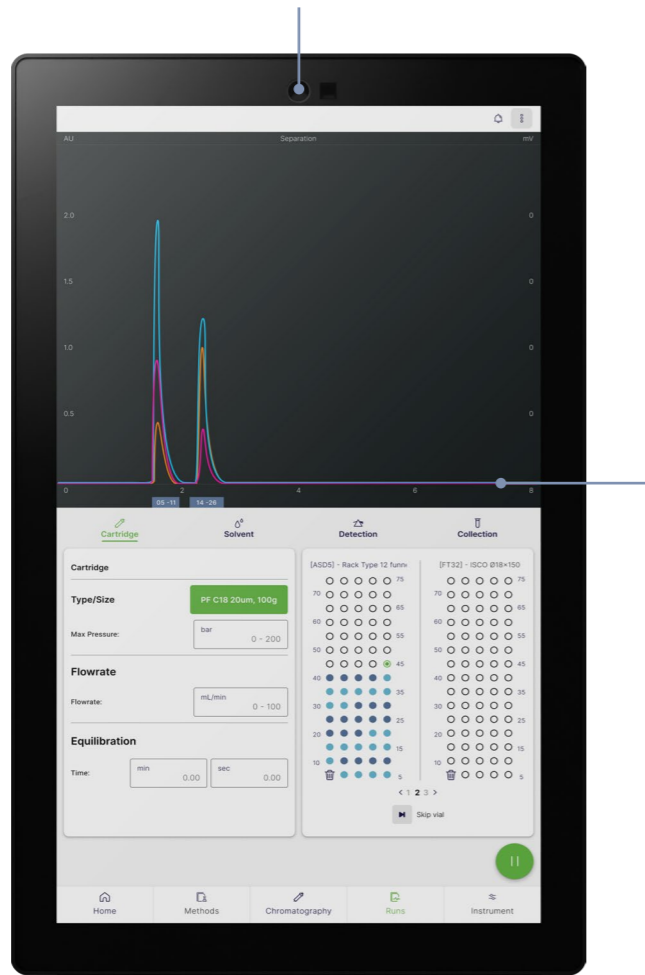 AU Separation mV
2.0 0
1.5 0
1.0 0
0.5 0
0 2 4 6 8
05 -11 14 -26
Cartridge Solvent Detection Collection
Cartridge
Type/Size PF C18 20um, 100g
Max Pressure: bar 0 - 200
Flowrate
Flowrate: mL/min 0 - 100
Equilibration
Time: min 0.00 sec 0.00
[ASD5] - Rack Type 12 funn
[FT32] - ISCO Ø18×150
75 75
70 70
65 65
60 60
55 55
50 50
45 45
40 40
35 35
30 30
25 25
20 20
15 15
10 10
5 5
< 1 2 3 >
Skip vial
Home Methods Chromatography Runs Instrument